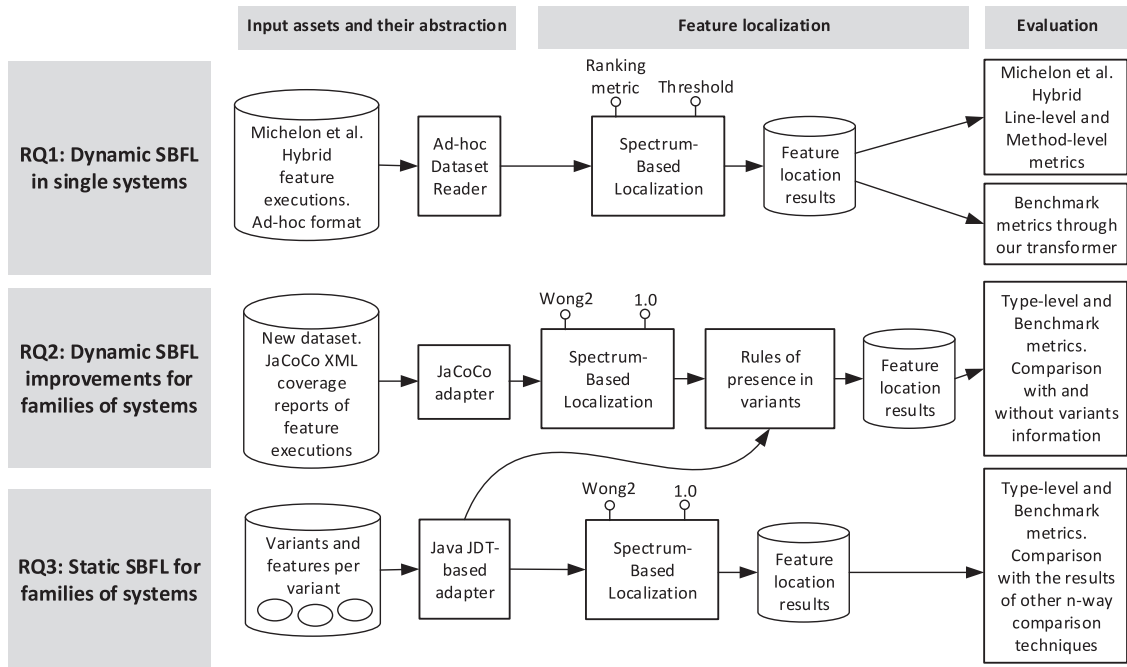 Input assets and their abstraction
Feature localization
Evaluation
RQ1: Dynamic SBFL
in single systems
Michelon et al.
Hybrid
feature
executions.
Ad-hoc format
Ad-hoc
Dataset
Reader
Ranking
metric
Threshold
Spectrum-
Based
Localization
Feature
location
results
Michelon et al.
Hybrid
Line-level and
Method-level
metrics
Benchmark
metrics through
our transformer
RQ2: Dynamic SBFL
improvements for
families of systems
New dataset.
JaCoCo XML
coverage
reports of
feature
executions
JaCoCo
adapter
Wong2
1.0
Spectrum-
Based
Localization
Rules of
presence in
variants
Feature
location
results
Type-level and
Benchmark
metrics.
Comparison
with and
without variants
information
RQ3: Static SBFL for
families of systems
Variants and
features per
variant
Java JDT-
based
adapter
Wong2
1.0
Spectrum-
Based
Localization
Feature
location
results
Type-level and
Benchmark
metrics.
Comparison
with the results
of other n-way
comparison
techniques